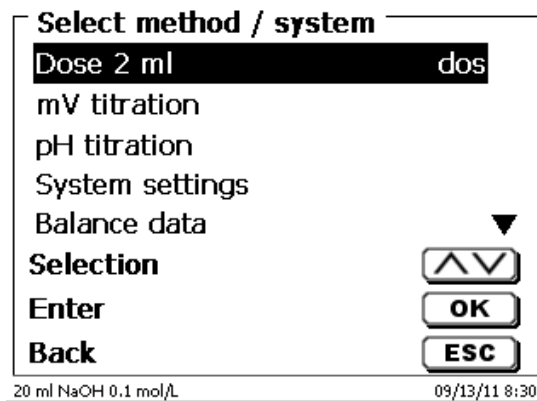 Select method / system
Dose 2 ml dos
mV titration
pH titration
System settings
Balance data
Selection
Enter OK
Back ESC
20 ml NaOH 0.1 mol/L 09/13/11 8:30